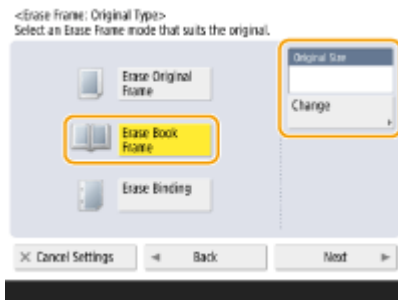 <Erase Frame: Original Type>
Select an Erase Frame mode that suits the original.
Original Size
Erase Original
Frame
Change
Erase Book
Frame
Erase Binding
Cancel Settings
Back
Next